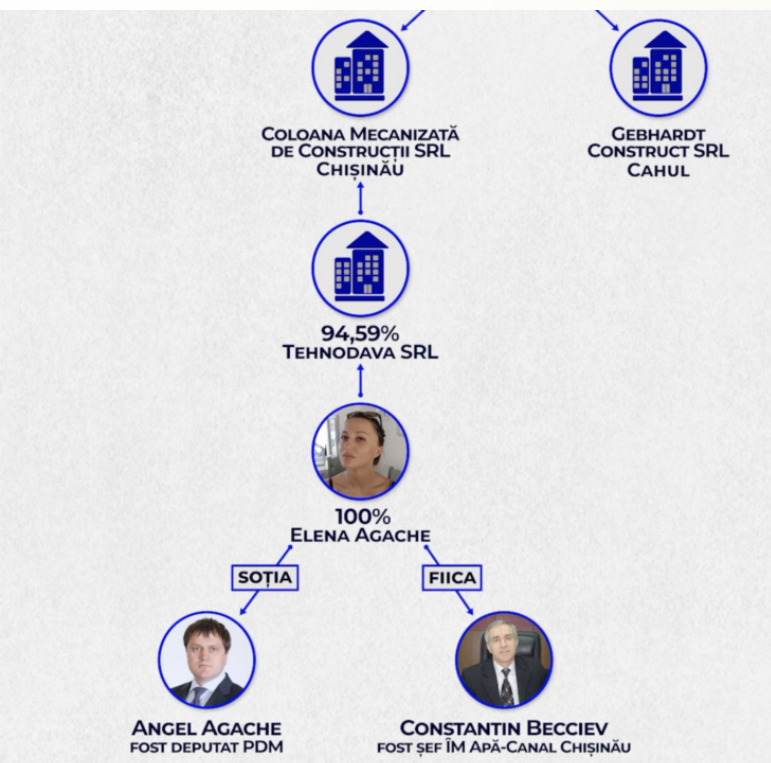 COLOANA MECANIZATĂ
DE CONSTRUCȚII SRL
CHIȘINĂU
GEBHARDT
CONSTRUCT SRL
CAHUL
94,59%
TEHNODAVA SRL
100%
ELENA AGACHE
SOȚIA
FIICA
ANGEL AGACHE
FOST DEPUTAT PDM
CONSTANTIN BECCIEV
FOST ȘEF ÎM APĂ-CANAL CHIȘINĂU